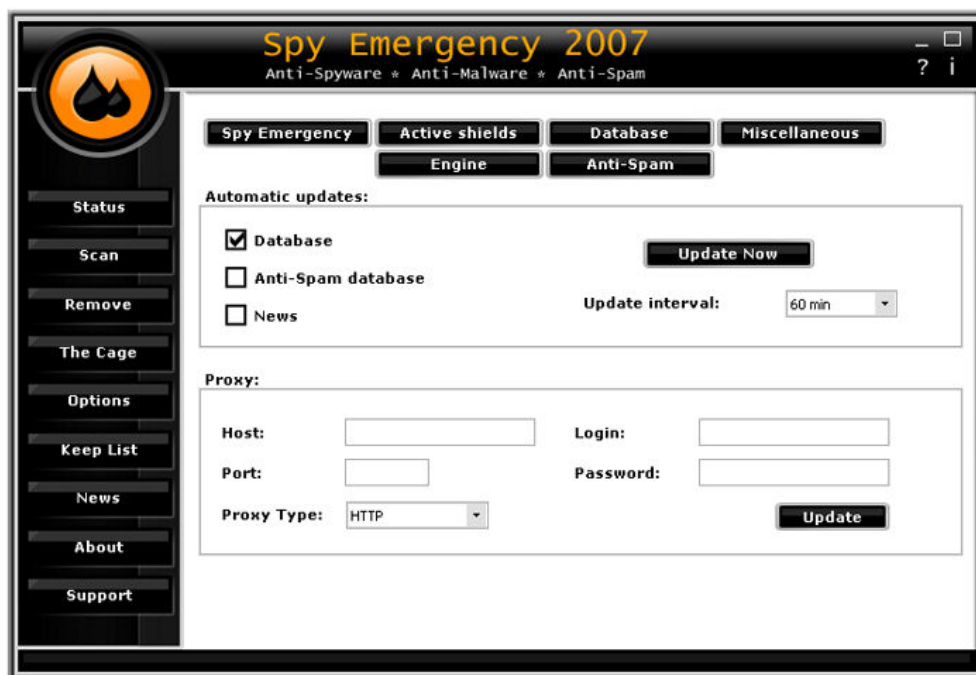 Spy Emergency 2007
Anti-Spyware * Anti-Malware * Anti-Spam
? i
Spy Emergency Active shields Database Miscellaneous
Engine Anti-Spam
Status
Scan
Remove
The Cage
Options
Keep List
News
About
Support
Automatic updates:
Database
Anti-Spam database
News
Update Now
Update interval: 60 min
Proxy:
Host:
Login:
Port:
Password:
Proxy Type: HTTP
Update